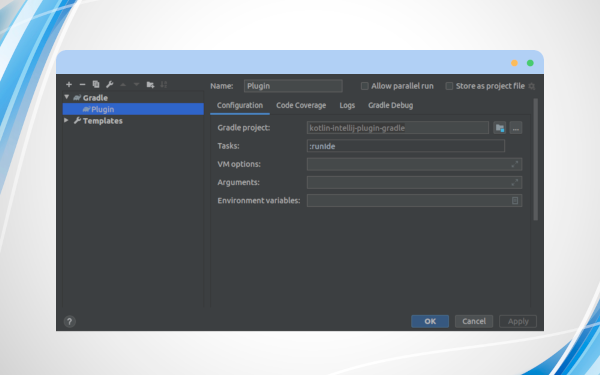 Name: Plugin Allow parallel run Store as project file
Gradle
Plugin
Templates
Configuration Code Coverage Logs Gradle Debug
Gradle project: kotlin-intellij-plugin-gradle ...
Tasks: :runIde
VM options:
Arguments:
Environment variables:
? OK Cancel Apply